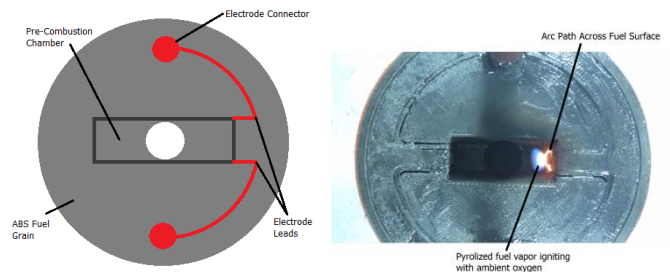 Electrode Connector
Pre-Combustion
Chamber
ABS Fuel
Grain
Electrode
Leads
Arc Path Across Fuel Surface
Pyrolized fuel vapor igniting
with ambient oxygen